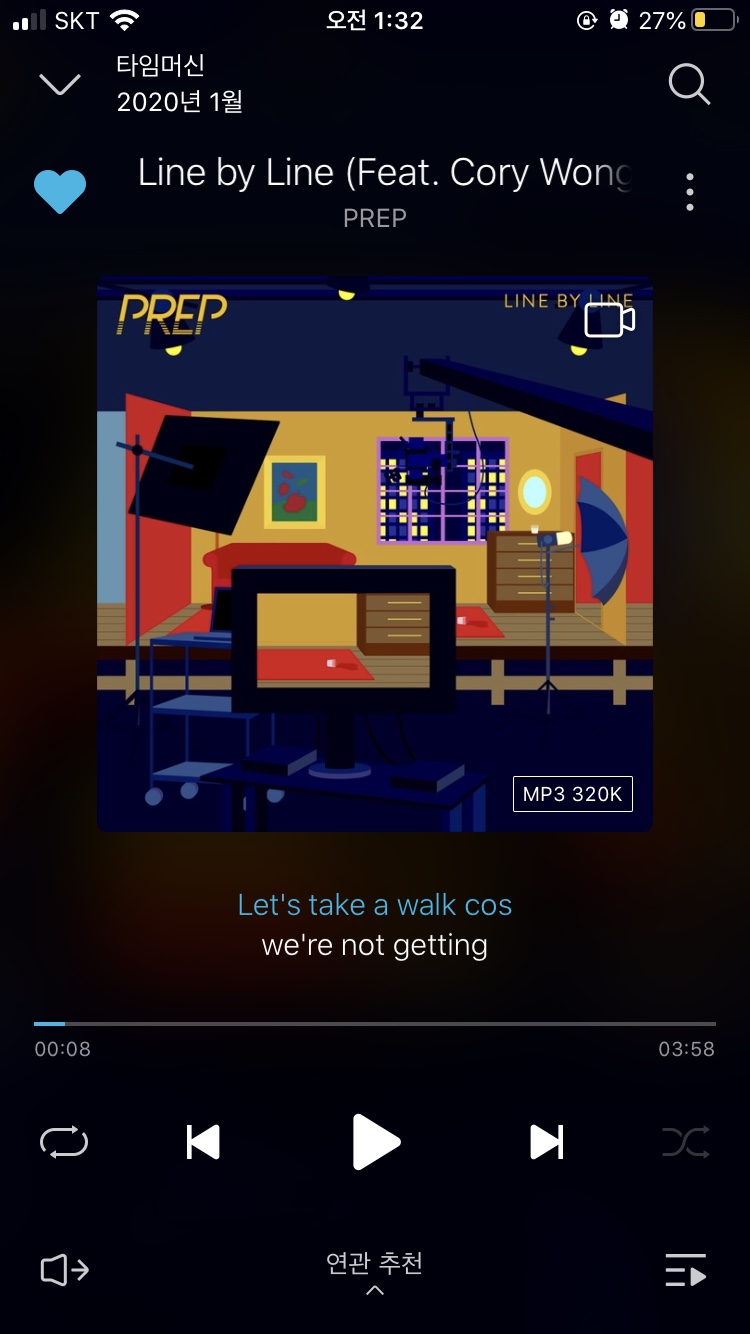 SKT 오전 1:32 27%
타임머신
2020년 1월
Line by Line (Feat. Cory Wong
PREP
PREP
LINE BY LINE
MP3 320K
Let's take a walk cos
we're not getting
00:08 03:58
연관 추천